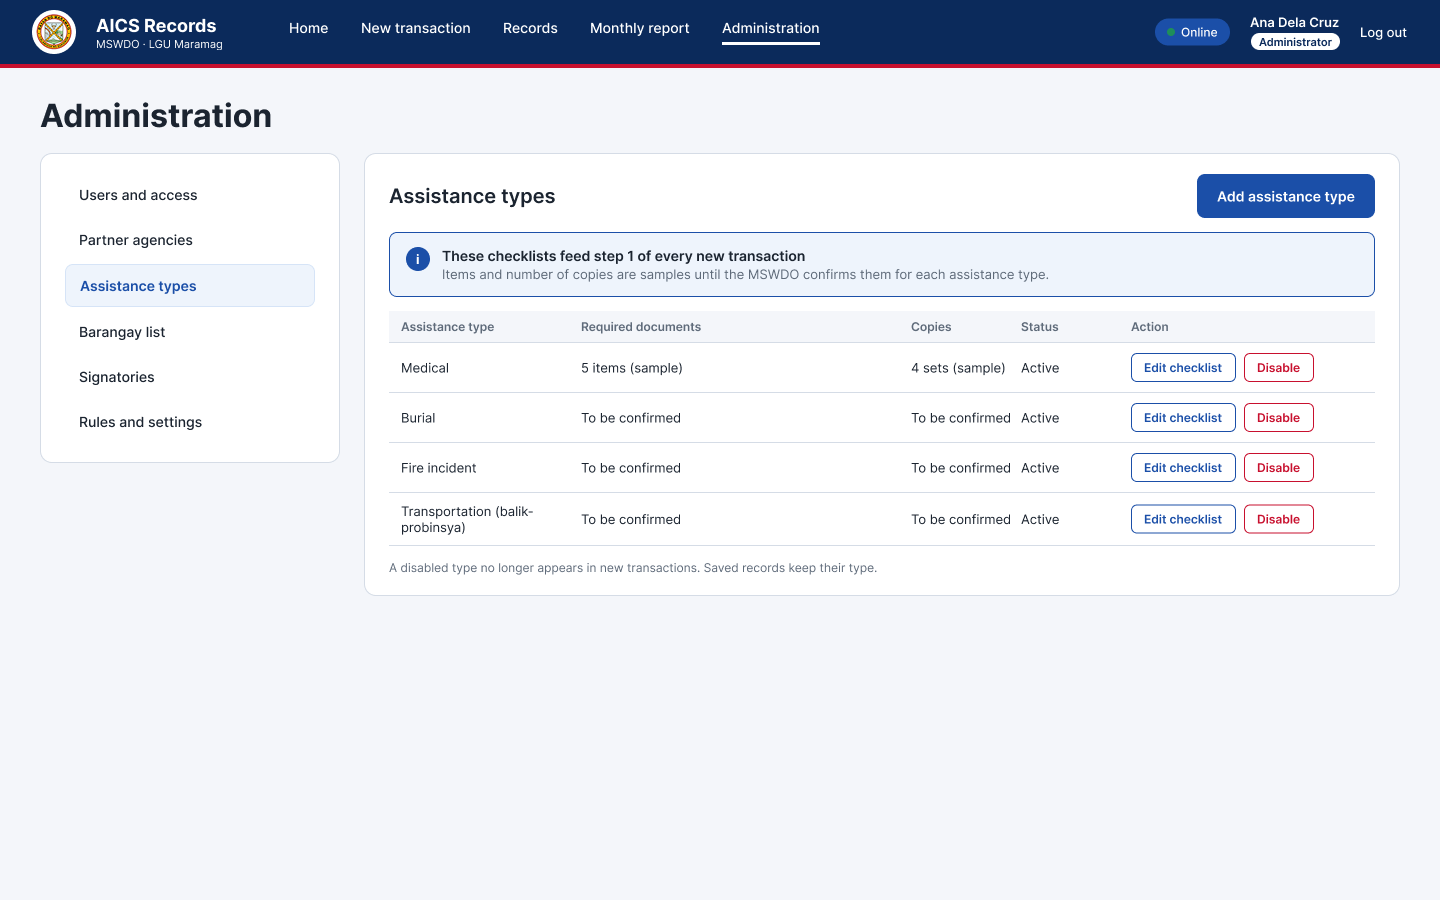 AICS Records
MSWDO · LGU Maramag
Home
New transaction
Records
Monthly report
Administration
Online
Ana Dela Cruz
Administrator
Log out
Administration
Users and access
Partner agencies
Assistance types
Barangay list
Signatories
Rules and settings
Assistance types
Add assistance type
i
These checklists feed step 1 of every new transaction
Items and number of copies are samples until the MSWDO confirms them for each assistance type.
Assistance type Required documents Copies Status Action
Medical 5 items (sample) 4 sets (sample) Active Edit checklist Disable
Burial To be confirmed To be confirmed Active Edit checklist Disable
Fire incident To be confirmed To be confirmed Active Edit checklist Disable
Transportation (balik-
probinsya) To be confirmed To be confirmed Active Edit checklist Disable
A disabled type no longer appears in new transactions. Saved records keep their type.